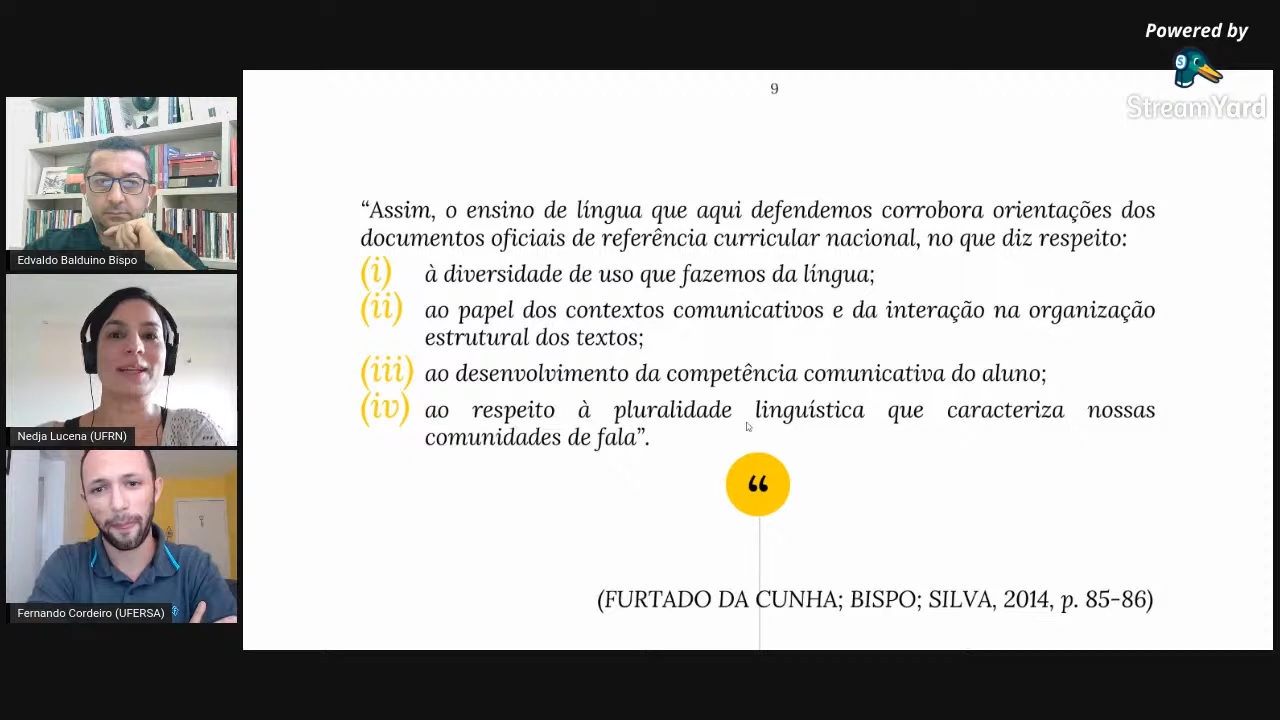 Powered by
StreamYard
9
“Assim, o ensino de língua que aqui defendemos corrobora orientações dos
documentos oficiais de referência curricular nacional, no que diz respeito:
(i) à diversidade de uso que fazemos da língua;
(ii) ao papel dos contextos comunicativos e da interação na organização
estrutural dos textos;
(iii) ao desenvolvimento da competência comunicativa do aluno;
(iv) ao respeito à pluralidade linguística que caracteriza nossas
comunidades de fala”.
“
(FURTADO DA CUNHA; BISPO; SILVA, 2014, p. 85-86)
Edvaldo Balduino Bispo
Nedja Lucena (UFRN)
Fernando Cordeiro (UFERSA)